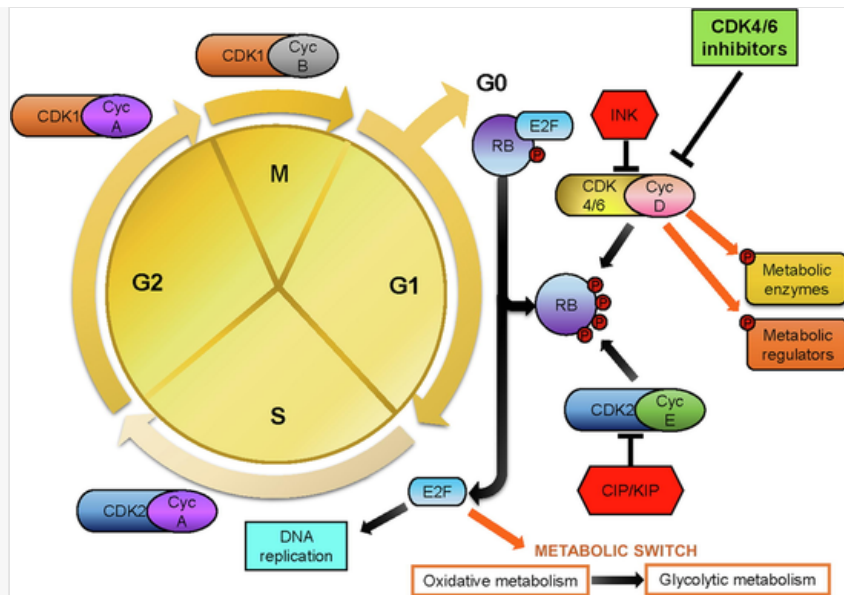 CDK1
Cyc
B
CDK1
Cyc
A
G0
CDK4/6
inhibitors
INK
E2F
RB
P
CDK
4/6
Cyc
D
M
G2
G1
S
P
Metabolic
enzymes
P
Metabolic
regulators
RB
P
P
P
P
CDK2
Cyc
E
CIP/KIP
CDK2
Cyc
A
E2F
DNA
replication
METABOLIC SWITCH
Oxidative metabolism
Glycolytic metabolism